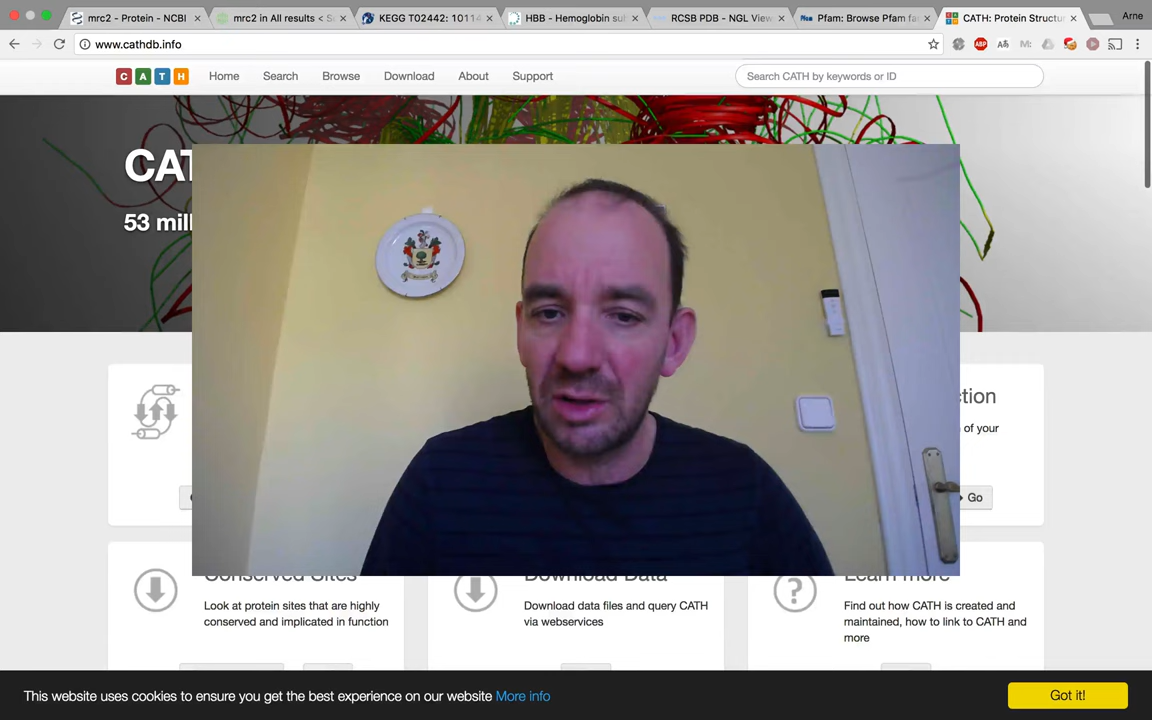 mrc2 - Protein - NCBI
mrc2 in All results < S
KEGG T02442: 10114
HBB - Hemoglobin su
RCSB PDB - NGL View
Pfam: Browse Pfam fa
CATH: Protein Structu
Arne
www.cathdb.info
C A T H
Home
Search
Browse
Download
About
Support
Search CATH by keywords or ID
CAT
53 mill
ction
of your
Go
Conserved Sites
Look at protein sites that are highly
conserved and implicated in function
Download Data
Download data files and query CATH
via webservices
Learn more
Find out how CATH is created and
maintained, how to link to CATH and
more
This website uses cookies to ensure you get the best experience on our website More info
Got it!